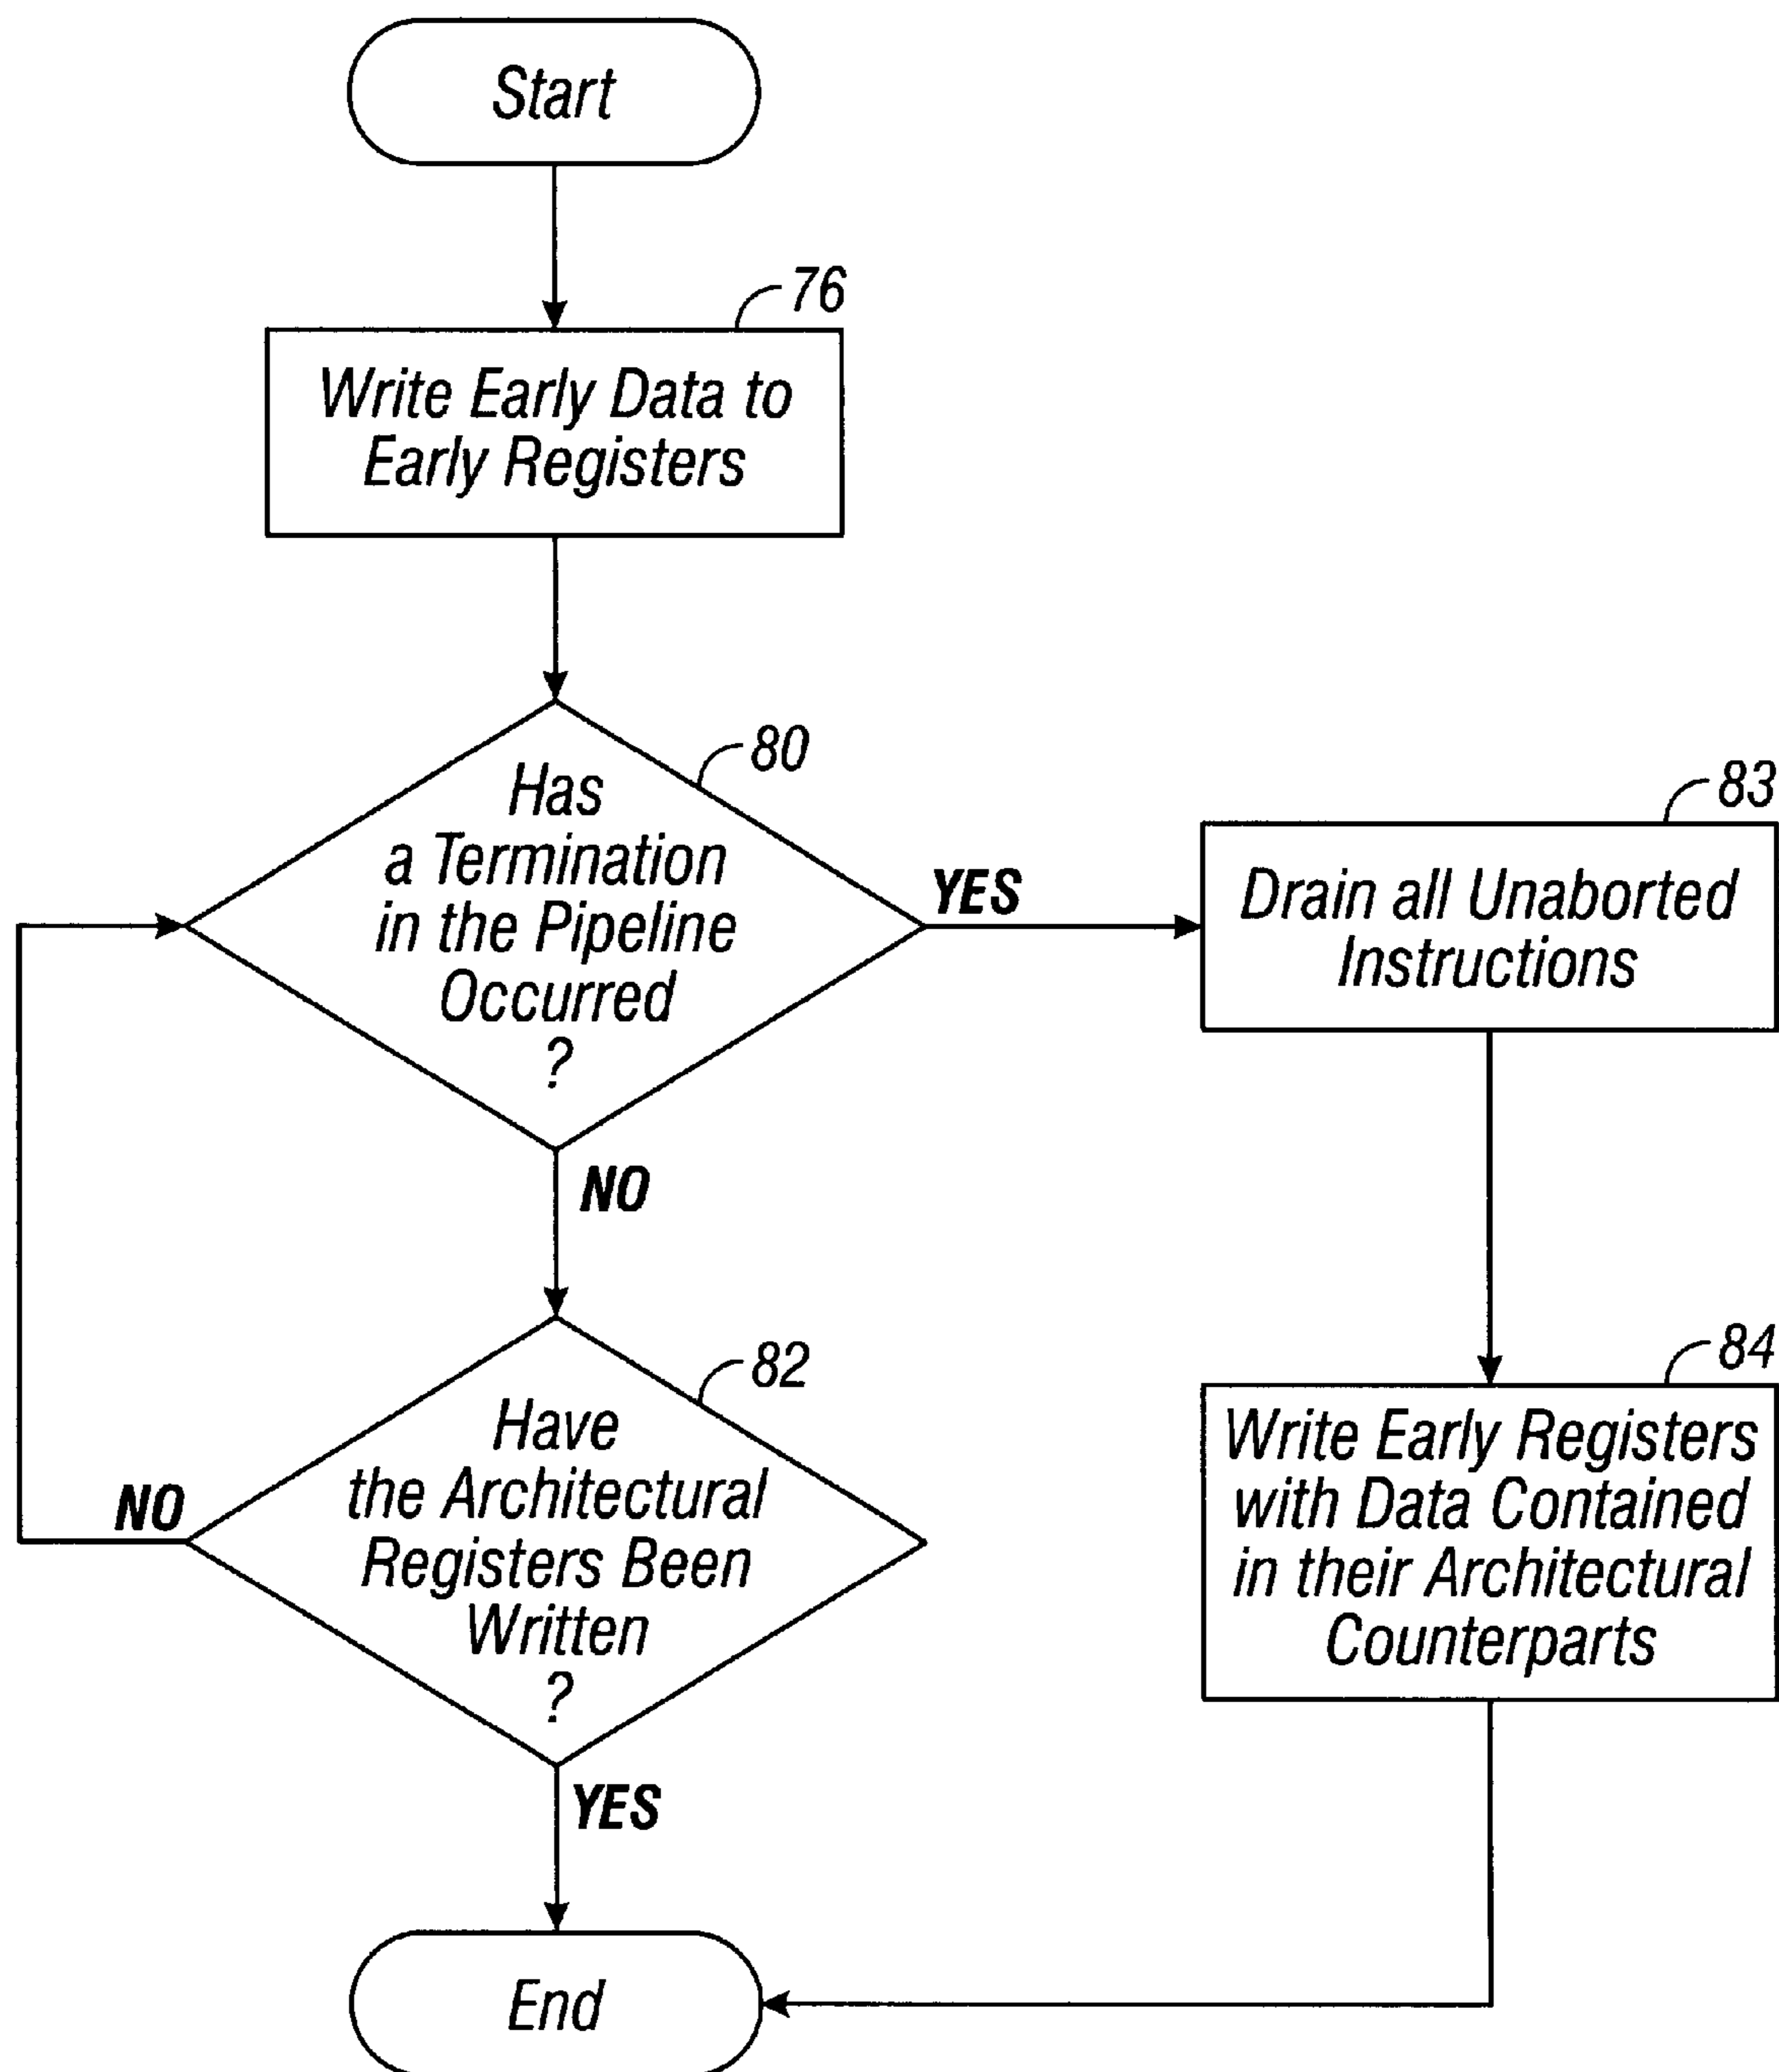 Start
76
Write Early Data to
Early Registers
80
Has
a Termination
in the Pipeline
Occurred
?
YES
NO
83
Drain all Unaborted
Instructions
82
Have
the Architectural
Registers Been
Written
?
NO
YES
84
Write Early Registers
with Data Contained
in their Architectural
Counterparts
End